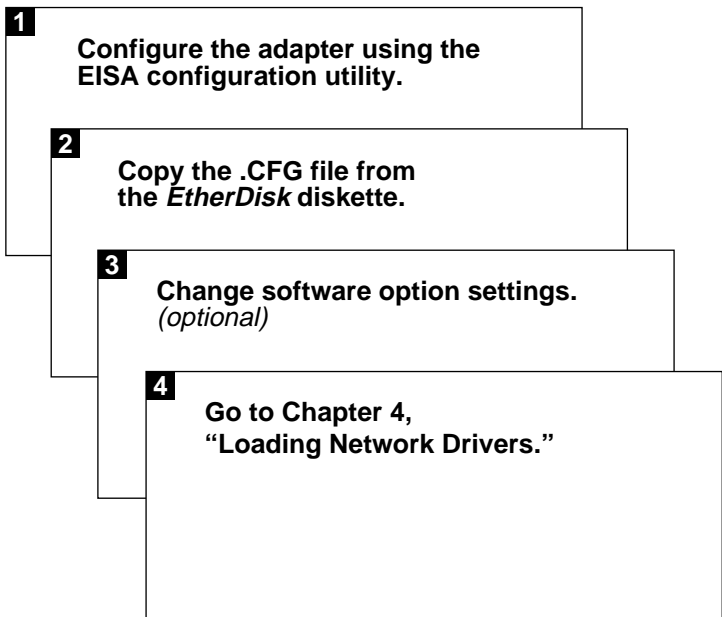 1
Configure the adapter using the
EISA configuration utility.
2
Copy the .CFG file from
the EtherDisk diskette.
3
Change software option settings.
(optional)
4
Go to Chapter 4,
“Loading Network Drivers.”